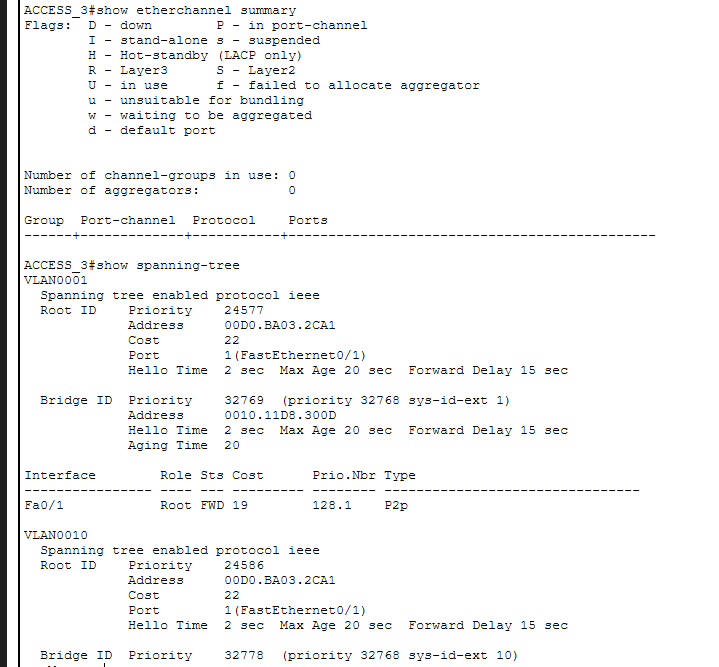 ACCESS_3#show etherchannel summary
Flags:  D - down        P - in port-channel
        I - stand-alone s - suspended
        H - Hot-standby (LACP only)
        R - Layer3      S - Layer2
        U - in use      f - failed to allocate aggregator
        u - unsuitable for bundling
        w - waiting to be aggregated
        d - default port
Number of channel-groups in use: 0
Number of aggregators:           0
Group  Port-channel  Protocol    Ports
------+-------------+-----------+----------------------------------------------
ACCESS_3#show spanning-tree
VLAN0001
  Spanning tree enabled protocol ieee
  Root ID    Priority    24577
             Address     00D0.BA03.2CA1
             Cost        22
             Port        1(FastEthernet0/1)
             Hello Time  2 sec  Max Age 20 sec  Forward Delay 15 sec
  Bridge ID  Priority    32769  (priority 32768 sys-id-ext 1)
             Address     0010.11D8.300D
             Hello Time  2 sec  Max Age 20 sec  Forward Delay 15 sec
             Aging Time  20
Interface        Role Sts Cost      Prio.Nbr Type
---------------- ---- --- --------- -------- --------------------------------
Fa0/1            Root FWD 19        128.1    P2p
VLAN0010
  Spanning tree enabled protocol ieee
  Root ID    Priority    24586
             Address     00D0.BA03.2CA1
             Cost        22
             Port        1(FastEthernet0/1)
             Hello Time  2 sec  Max Age 20 sec  Forward Delay 15 sec
  Bridge ID  Priority    32778  (priority 32768 sys-id-ext 10)